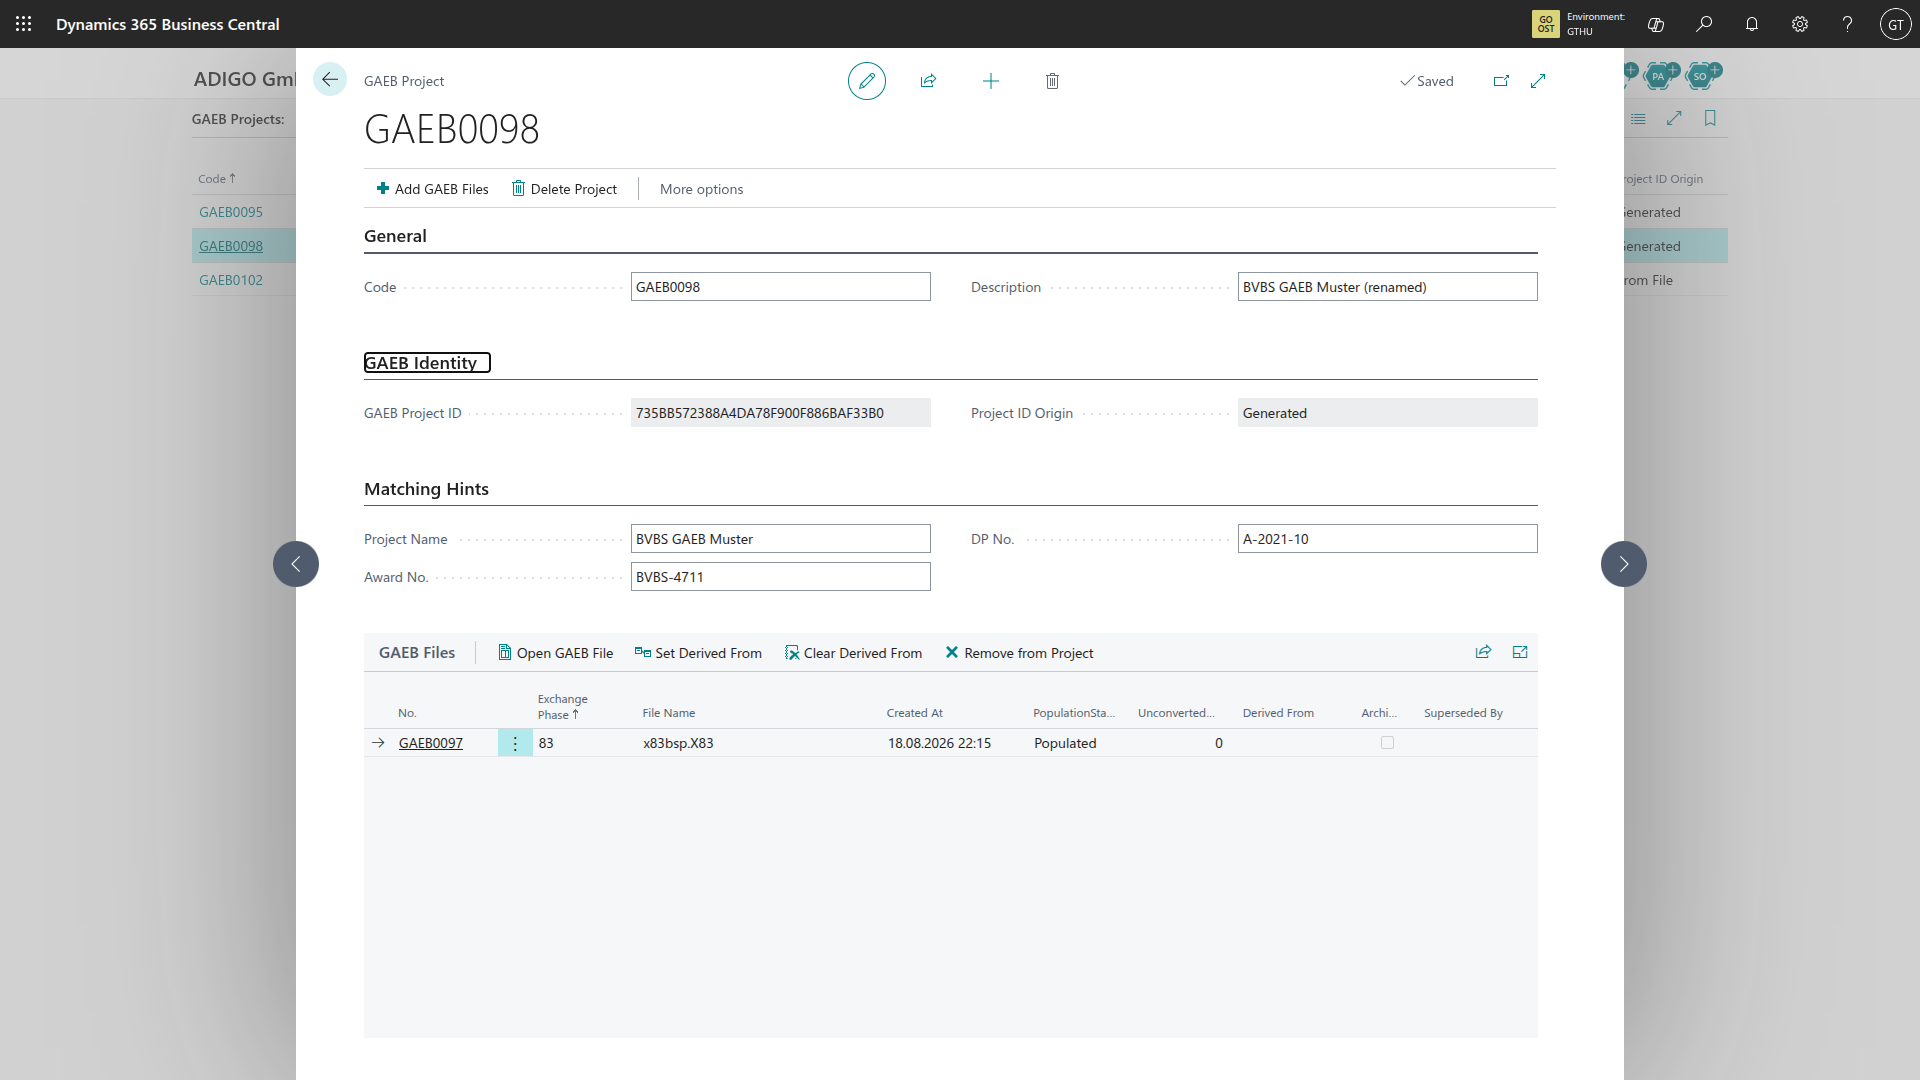 Dynamics 365 Business Central
GO
OST
Environment:
GTHU
GT
ADIGO
GAEB Project
Saved
PA
SO
GAEB Projects:
GAEB0098
Code
Project ID Origin
Add GAEB Files
Delete Project
More options
GAEB0095
Generated
General
GAEB0098
Generated
GAEB0102
From File
Code
GAEB0098
Description
BVBS GAEB Muster (renamed)
GAEB Identity
GAEB Project ID
735BB572388A4DA78F900F886BAF33B0
Project ID Origin
Generated
Matching Hints
Project Name
BVBS GAEB Muster
DP No.
A-2021-10
Award No.
BVBS-4711
GAEB Files
Open GAEB File
Set Derived From
Clear Derived From
Remove from Project
No.
Exchange
Phase
File Name
Created At
PopulationSta...
Unconverted...
Derived From
Archi...
Superseded By
GAEB0097
83
x83bsp.X83
18.08.2026 22:15
Populated
0